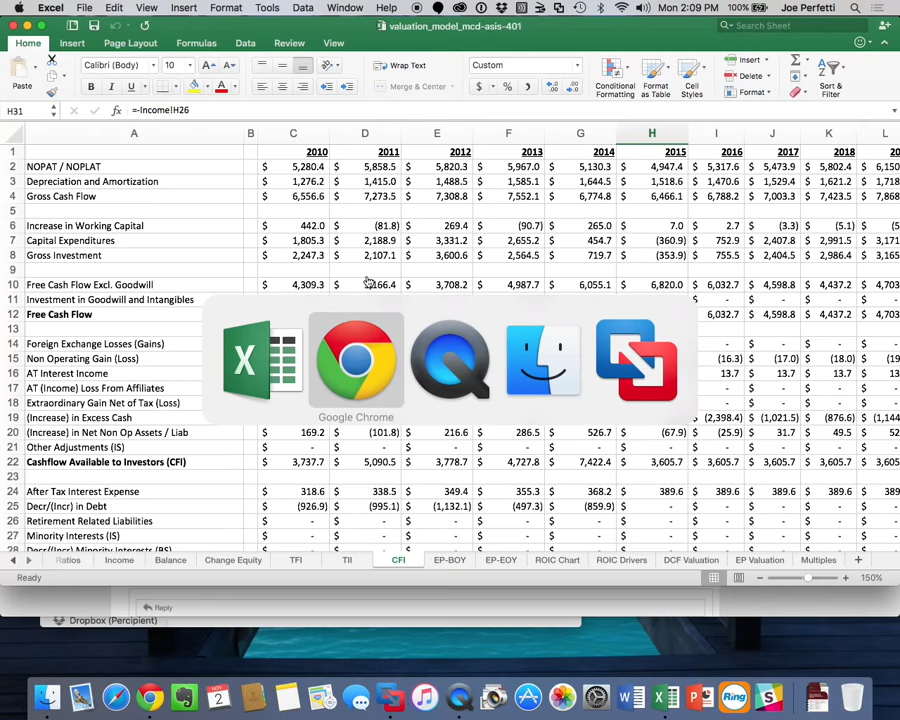 Excel File Edit View Insert Format Tools Data Window Help 100% Mon 2:09 PM Joe Perfetti
valuation_model_mcd-asis-401 Search Sheet
Home Insert Page Layout Formulas Data Review View
Paste Calibri (Body) 10 A A Wrap Text Custom Conditional Formatting Format as Table Cell Styles Insert Sort & Filter
B I U A Merge & Center $ % Delete Format
H31 fx =-Income!H26
A B C D E F G H I J K L
1 2010 2011 2012 2013 2014 2015 2016 2017 2018
2 NOPAT / NOPLAT $ 5,280.4 $ 5,858.5 $ 5,820.3 $ 5,967.0 $ 5,130.3 $ 4,947.4 $ 5,317.6 $ 5,473.9 $ 5,802.4 $ 6,150
3 Depreciation and Amortization $ 1,276.2 $ 1,415.0 $ 1,488.5 $ 1,585.1 $ 1,644.5 $ 1,518.6 $ 1,470.6 $ 1,529.4 $ 1,621.2 $ 1,718
4 Gross Cash Flow $ 6,556.6 $ 7,273.5 $ 7,308.8 $ 7,552.1 $ 6,774.8 $ 6,466.1 $ 6,788.2 $ 7,003.3 $ 7,423.5 $ 7,868
5
6 Increase in Working Capital $ 442.0 $ (81.8) $ 269.4 $ (90.7) $ 265.0 $ 7.0 $ 2.7 $ (3.3) $ (5.1) $ (5
7 Capital Expenditures $ 1,805.3 $ 2,188.9 $ 3,331.2 $ 2,655.2 $ 454.7 $ (360.9) $ 752.9 $ 2,407.8 $ 2,991.5 $ 3,171
8 Gross Investment $ 2,247.3 $ 2,107.1 $ 3,600.6 $ 2,564.5 $ 719.7 $ (353.9) $ 755.5 $ 2,404.5 $ 2,986.4 $ 3,165
9
10 Free Cash Flow Excl. Goodwill $ 4,309.3 $ 166.4 $ 3,708.2 $ 4,987.7 $ 6,055.1 $ 6,820.0 $ 6,032.7 $ 4,598.8 $ 4,437.2 $ 4,703
11 Investment in Goodwill and Intangibles $ - $ - $ - $ -
12 Free Cash Flow 6,032.7 $ 4,598.8 $ 4,437.2 $ 4,703
13
14 Foreign Exchange Losses (Gains) - $ - $ - $
15 Non Operating Gain (Loss) (16.3) $ (17.0) $ (18.0) $ (19
16 AT Interest Income 13.7 $ 13.7 $ 13.7 $ 13
17 AT (Income) Loss From Affiliates - $ - $ - $
18 Extraordinary Gain Net of Tax (Loss) - $ - $ - $
19 (Increase) in Excess Cash (2,398.4) $ (1,021.5) $ (876.6) $ (1,144
Google Chrome
20 (Increase) in Net Non Op Assets / Liab $ 169.2 $ (101.8) $ 216.6 $ 286.5 $ 526.7 $ (67.9) $ (25.9) $ 31.7 $ 49.5 $ 52
21 Other Adjustments (IS) $ - $ - $ - $ - $ - $ - $ - $ - $ - $
22 Cashflow Available to Investors (CFI) $ 3,737.7 $ 5,090.5 $ 3,778.7 $ 4,727.8 $ 7,422.4 $ 3,605.7 $ 3,605.7 $ 3,605.7 $ 3,605.7 $ 3,605
23
24 After Tax Interest Expense $ 318.6 $ 338.5 $ 349.4 $ 355.3 $ 368.2 $ 389.6 $ 389.6 $ 389.6 $ 389.6 $ 389
25 Decr/(Incr) in Debt $ (926.9) $ (995.1) $ (1,132.1) $ (497.3) $ (859.9) $ - $ - $ - $ - $
26 Retirement Related Liabilities $ - $ - $ - $ - $ - $ - $ - $ - $ - $
27 Minority Interests (IS) $ - $ - $ - $ - $ - $ - $ - $ - $ - $
28 Decr/(Incr) Minority Interests (BS)
Ratios Income Balance Change Equity TFI TII CFI EP-BOY EP-EOY ROIC Chart ROIC Drivers DCF Valuation EP Valuation Multiples +
Ready 150%
Reply
Dropbox (Percipient)
NOV 2 W X P Ring S